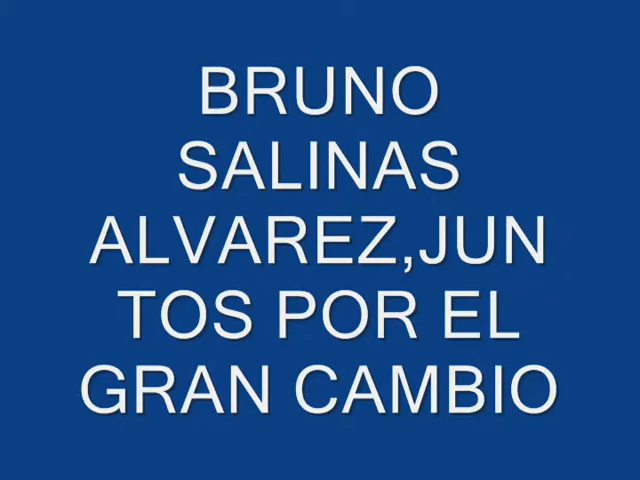 BRUNO
SALINAS
ALVAREZ,JUN
TOS POR EL
GRAN CAMBIO